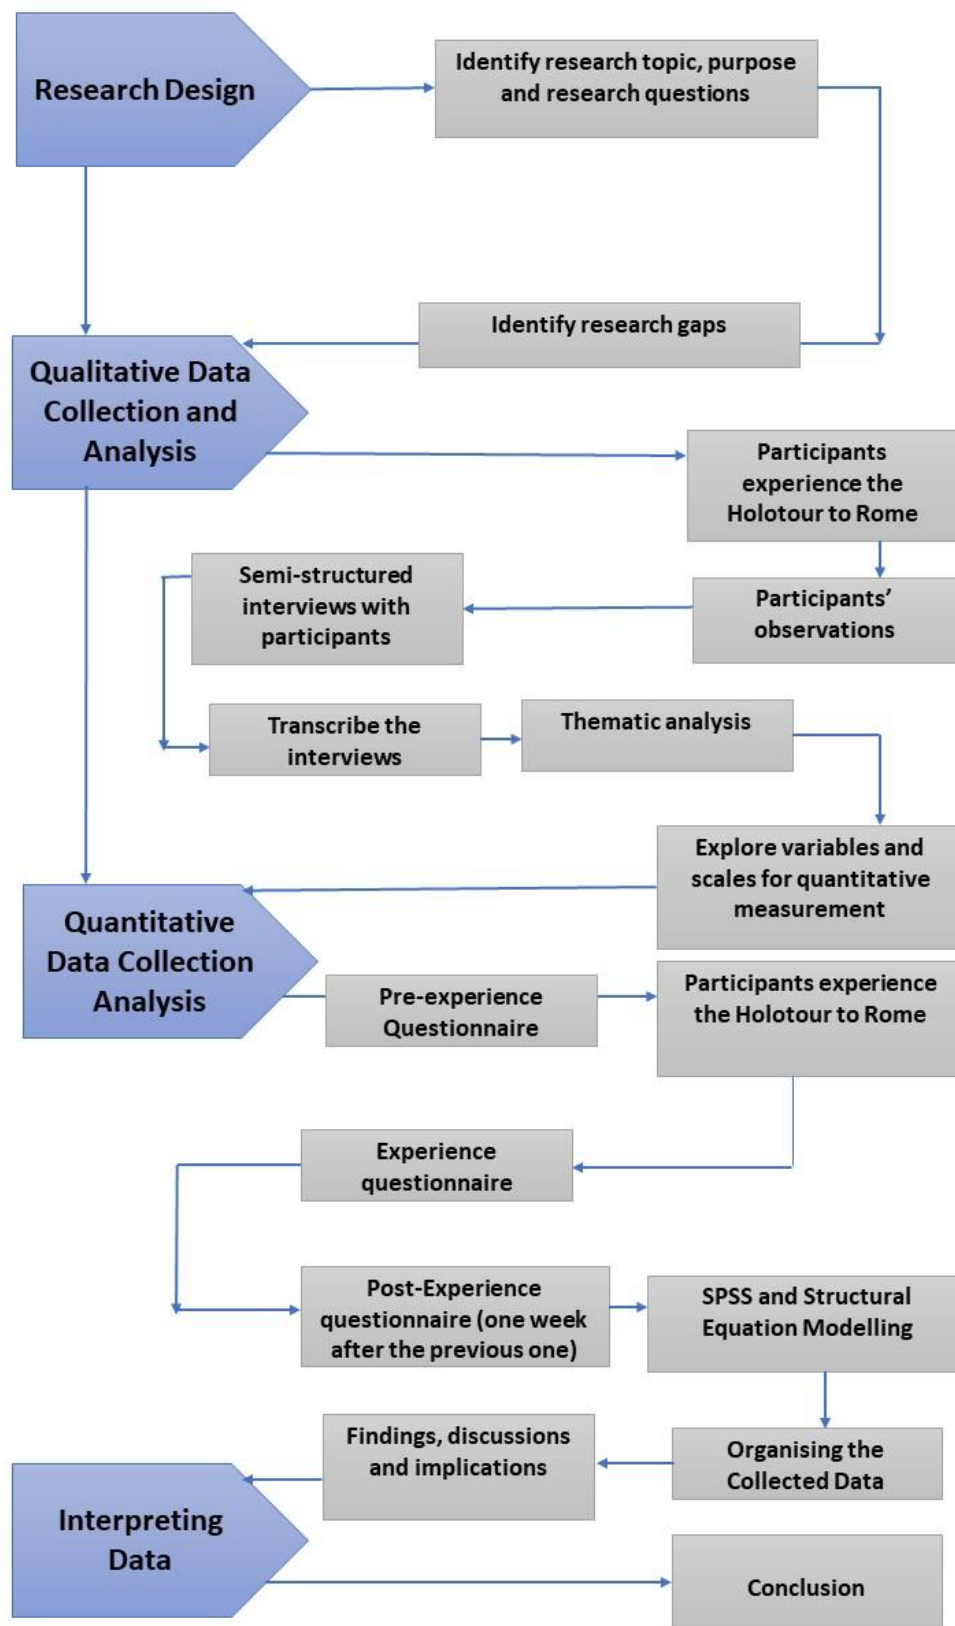 Research Design
Identify research topic, purpose
and research questions
Identify research gaps
Qualitative Data
Collection and
Analysis
Participants
experience the
Holotour to Rome
Participants’
observations
Semi-structured
interviews with
participants
Transcribe the
interviews
Thematic analysis
Explore variables and
scales for quantitative
measurement
Quantitative
Data Collection
Analysis
Pre-experience
Questionnaire
Participants experience
the Holotour to Rome
Experience
questionnaire
Post-Experience
questionnaire (one week
after the previous one)
SPSS and Structural
Equation Modelling
Organising the
Collected Data
Findings, discussions
and implications
Interpreting
Data
Conclusion